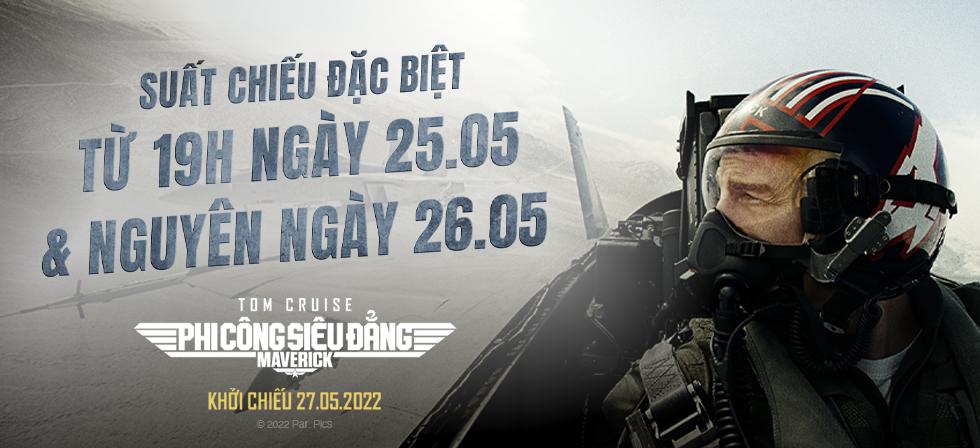 SUẤT CHIẾU ĐẶC BIỆT
TỪ 19H NGÀY 25.05
& NGUYÊN NGÀY 26.05
TOM CRUISE
PHI CÔNG SIÊU ĐẲNG
MAVERICK
KHỞI CHIẾU 27.05.2022
© 2022 Par. Pics